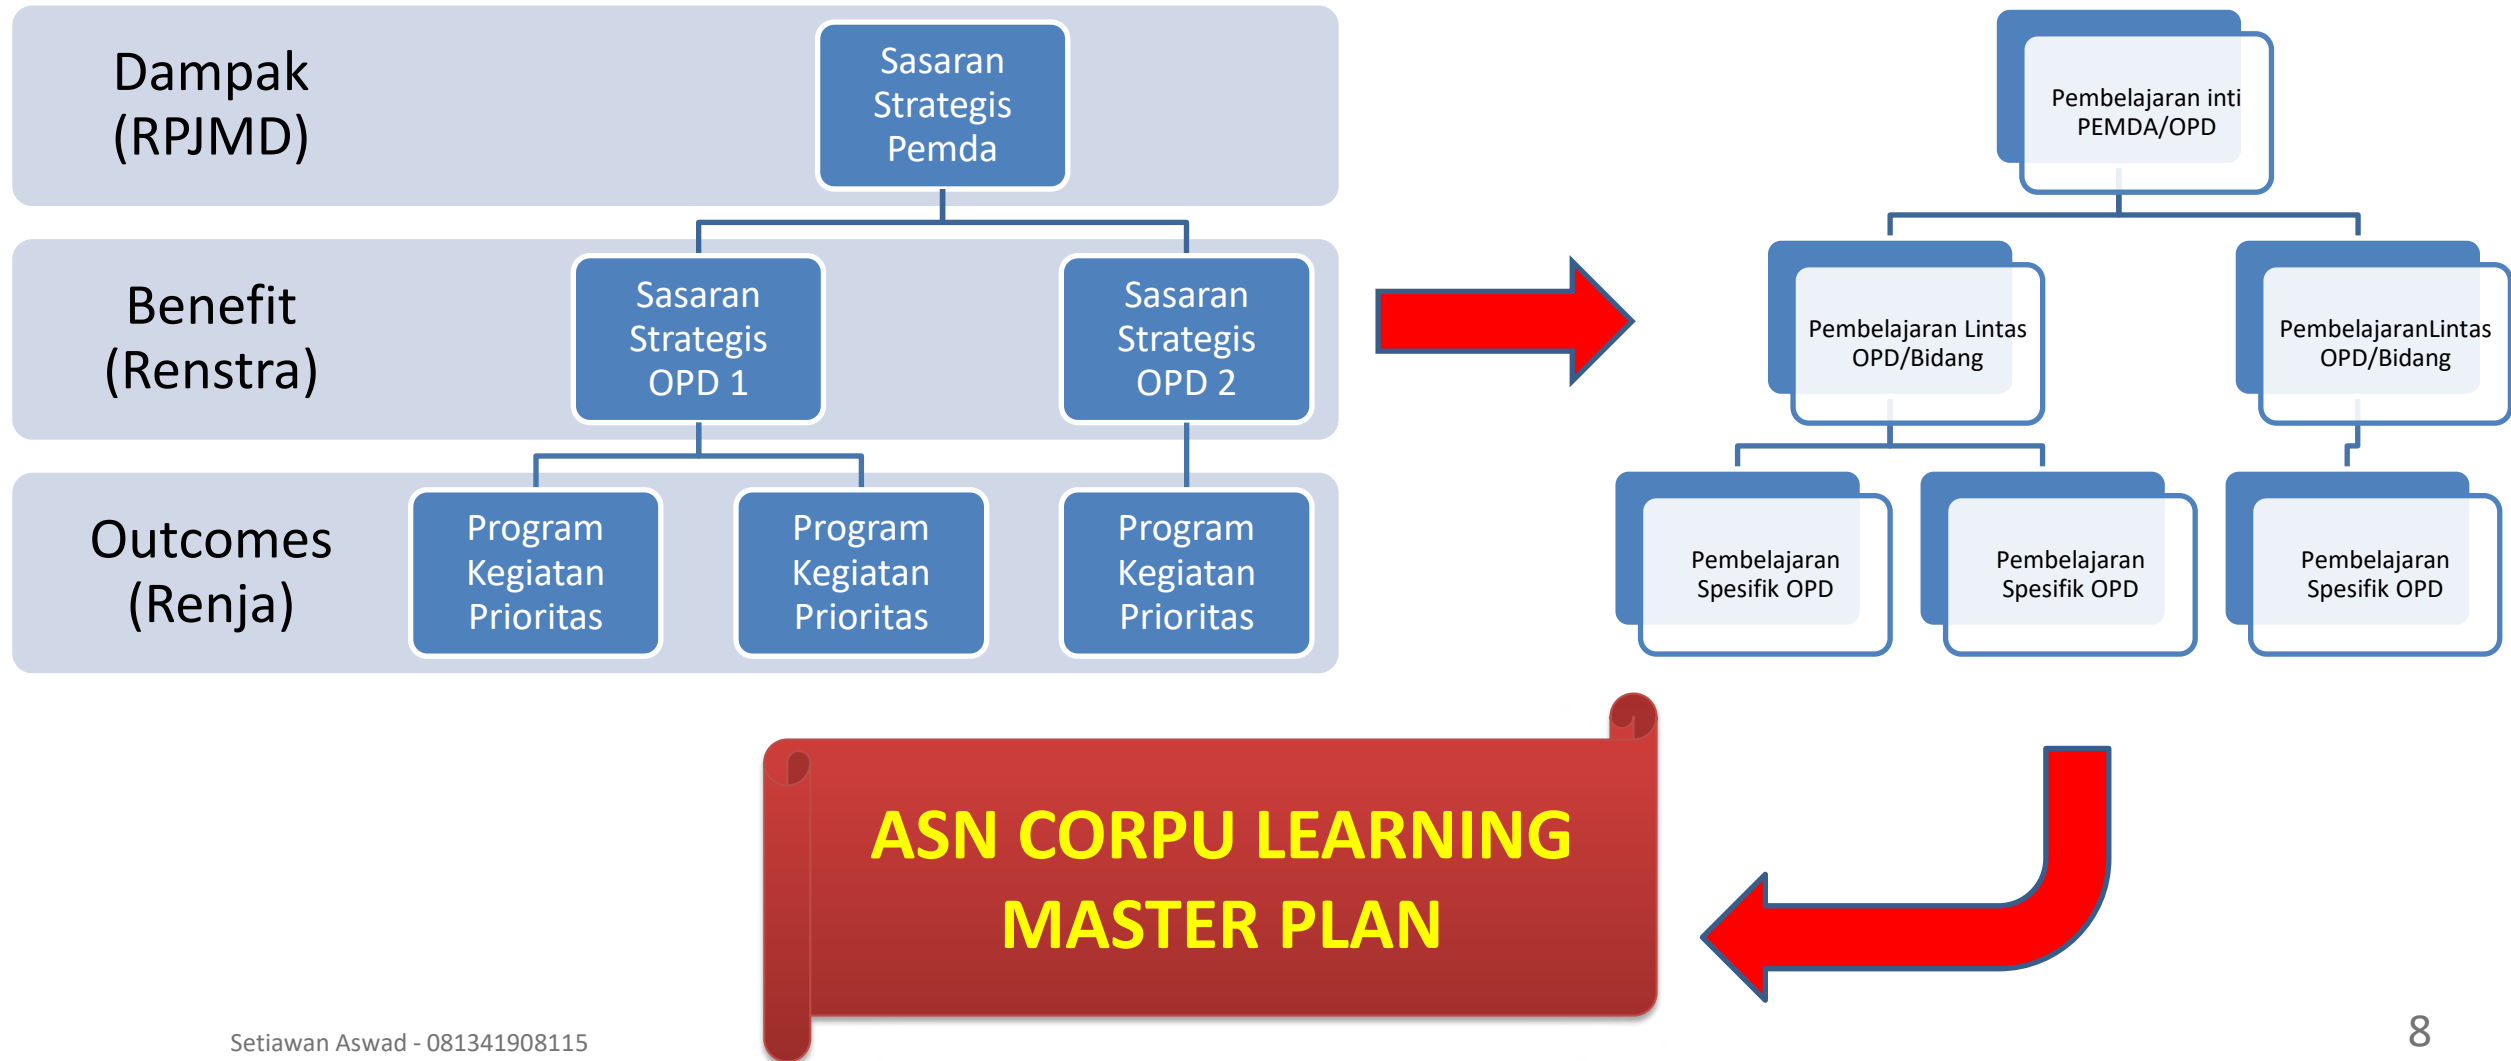 Dampak
(RPJMD)
Sasaran
Strategis
Pemda
Benefit
(Renstra)
Sasaran
Strategis
OPD 1
Sasaran
Strategis
OPD 2
Outcomes
(Renja)
Program
Kegiatan
Prioritas
Program
Kegiatan
Prioritas
Program
Kegiatan
Prioritas
Pembelajaran inti
PEMDA/OPD
Pembelajaran Lintas
OPD/Bidang
PembelajaranLintas
OPD/Bidang
Pembelajaran
Spesifik OPD
Pembelajaran
Spesifik OPD
Pembelajaran
Spesifik OPD
ASN CORPU LEARNING
MASTER PLAN
Setiawan Aswad - 081341908115
8